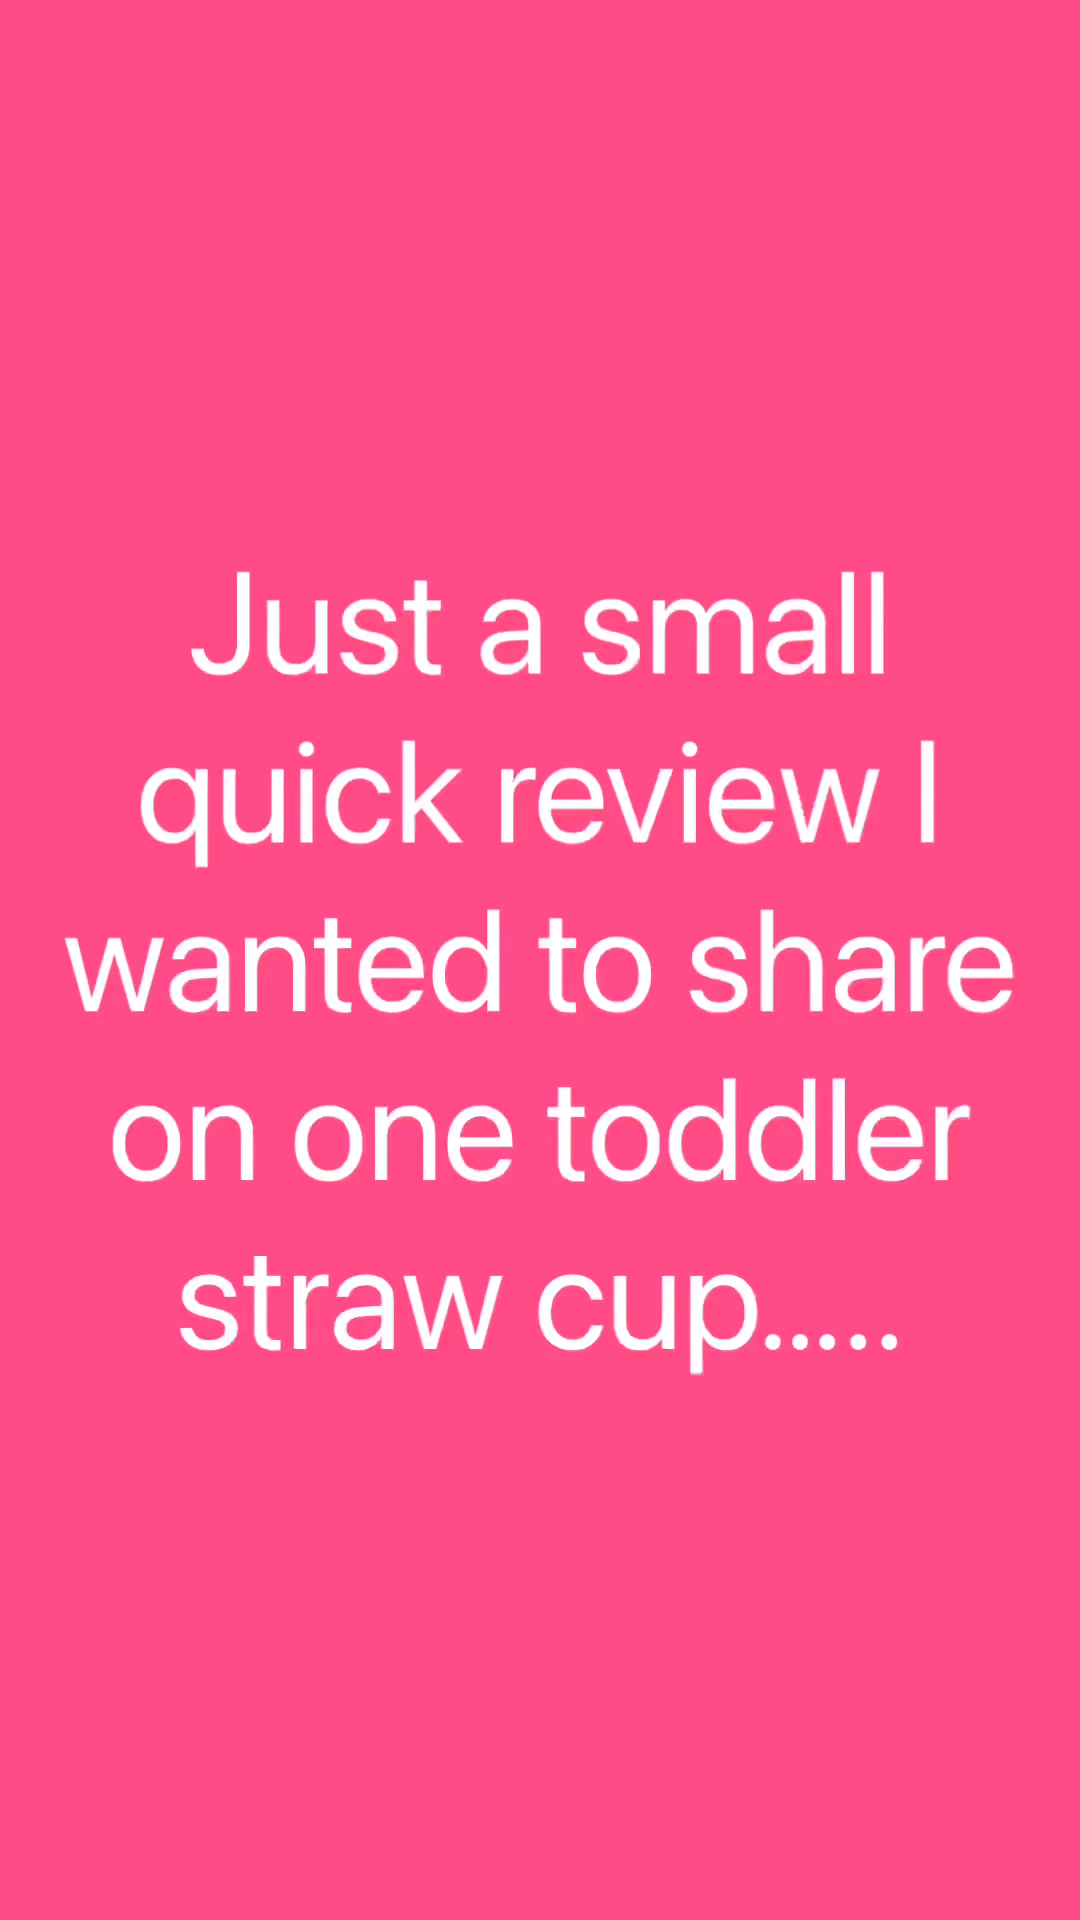 Just a small
quick review I
wanted to share
on one toddler
straw cup.....